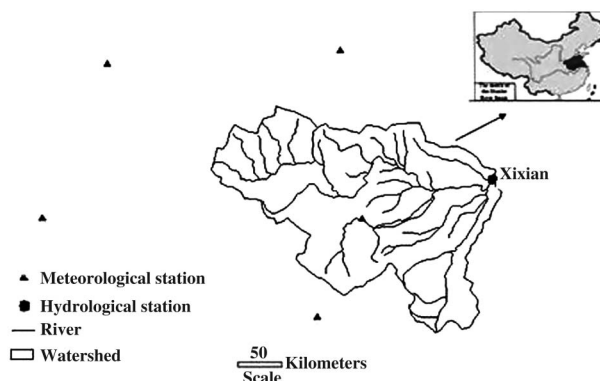 Xixian
Meteorological station
Hydrological station
River
Watershed
50
Kilometers
Scale